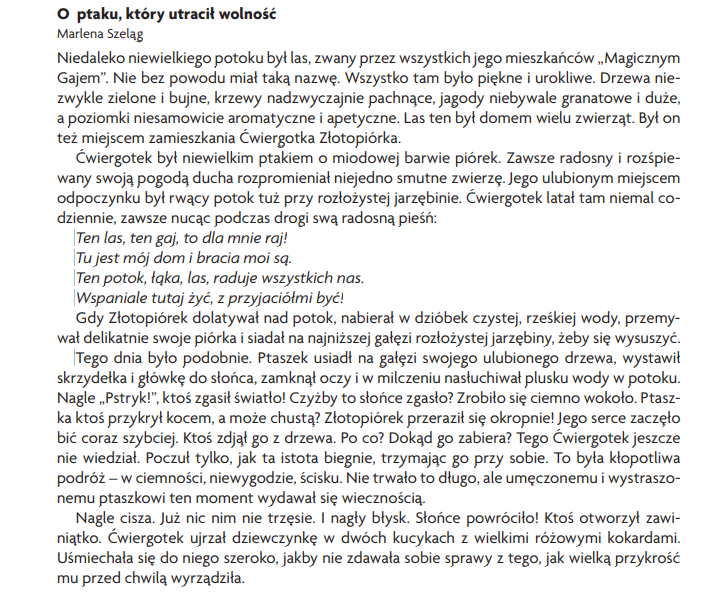 O ptaku, który utracił wolność
Marlena Szeląg
Niedaleko niewielkiego potoku był las, zwany przez wszystkich jego mieszkańców „Magicznym
Gajem”. Nie bez powodu miał taką nazwę. Wszystko tam było piękne i urokliwe. Drzewa nie-
zwykle zielone i bujne, krzewy nadzwyczajnie pachnące, jagody niebywale granatowe i duże,
a poziomki niesamowicie aromatyczne i apetyczne. Las ten był domem wielu zwierząt. Był on
też miejscem zamieszkania Ćwiergotka Złotopiórka.
Ćwiergotek był niewielkim ptakiem o miodowej barwie piórek. Zawsze radosny i rozśpie-
wany swoją pogodą ducha rozpromieniał niejedno smutne zwierzę. Jego ulubionym miejscem
odpoczynku był rwący potok tuż przy rozłożystej jarzębinie. Ćwiergotek latał tam niemal co-
dziennie, zawsze nucąc podczas drogi swą radosną pieśń:
Ten las, ten gaj, to dla mnie raj!
Tu jest mój dom i bracia moi są.
Ten potok, łąka, las, raduje wszystkich nas.
Wspaniale tutaj żyć, z przyjaciółmi być!
Gdy Złotopiórek dolatywał nad potok, nabierał w dzióbek czystej, rześkiej wody, przemy-
wał delikatnie swoje piórka i siadał na najniższej gałęzi rozłożystej jarzębiny, żeby się wysuszyć.
Tego dnia było podobnie. Ptaszek usiadł na gałęzi swojego ulubionego drzewa, wystawił
skrzydełka i główkę do słońca, zamknął oczy i w milczeniu nasłuchiwał plusku wody w potoku.
Nagle „Pstryk!”, ktoś zgasił światło! Czyżby to słońce zgasło? Zrobiło się ciemno wokoło. Ptasz-
ka ktoś przykrył kocem, a może chustą? Złotopiórek przeraził się okropnie! Jego serce zaczęło
bić coraz szybciej. Ktoś zdjął go z drzewa. Po co? Dokąd go zabiera? Tego Ćwiergotek jeszcze
nie wiedział. Poczuł tylko, jak ta istota biegnie, trzymając go przy sobie. To była kłopotliwa
podróż – w ciemności, niewygodzie, ścisku. Nie trwało to długo, ale umęczonemu i wystraszo-
nemu ptaszkowi ten moment wydawał się wiecznością.
Nagle cisza. Już nic nim nie trzęsie. I nagły błysk. Słońce powróciło! Ktoś otworzył zawi-
niątko. Ćwiergotek ujrzał dziewczynkę w dwóch kucykach z wielkimi różowymi kokardami.
Uśmiechała się do niego szeroko, jakby nie zdawała sobie sprawy z tego, jak wielką przykrość
mu przed chwilą wyrządziła.